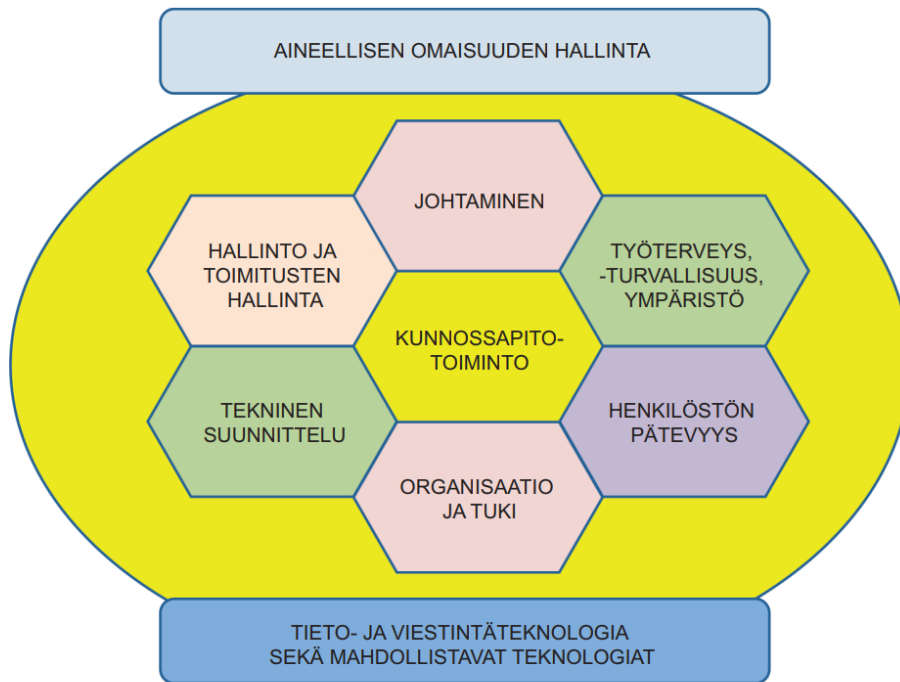 AINEELLISEN OMAISUUDEN HALLINTA
JOHTAMINEN
HALLINTO JA
TOIMITUSTEN
HALLINTA
TYÖTERVEYS,
-TURVALLISUUS,
YMPÄRISTÖ
KUNNOSSAPITO-
TOIMINTO
TEKNINEN
SUUNNITTELU
HENKILÖSTÖN
PÄTEVYYS
ORGANISAATIO
JA TUKI
TIETO- JA VIESTINTÄTEKNOLOGIA
SEKÄ MAHDOLLISTAVAT TEKNOLOGIAT